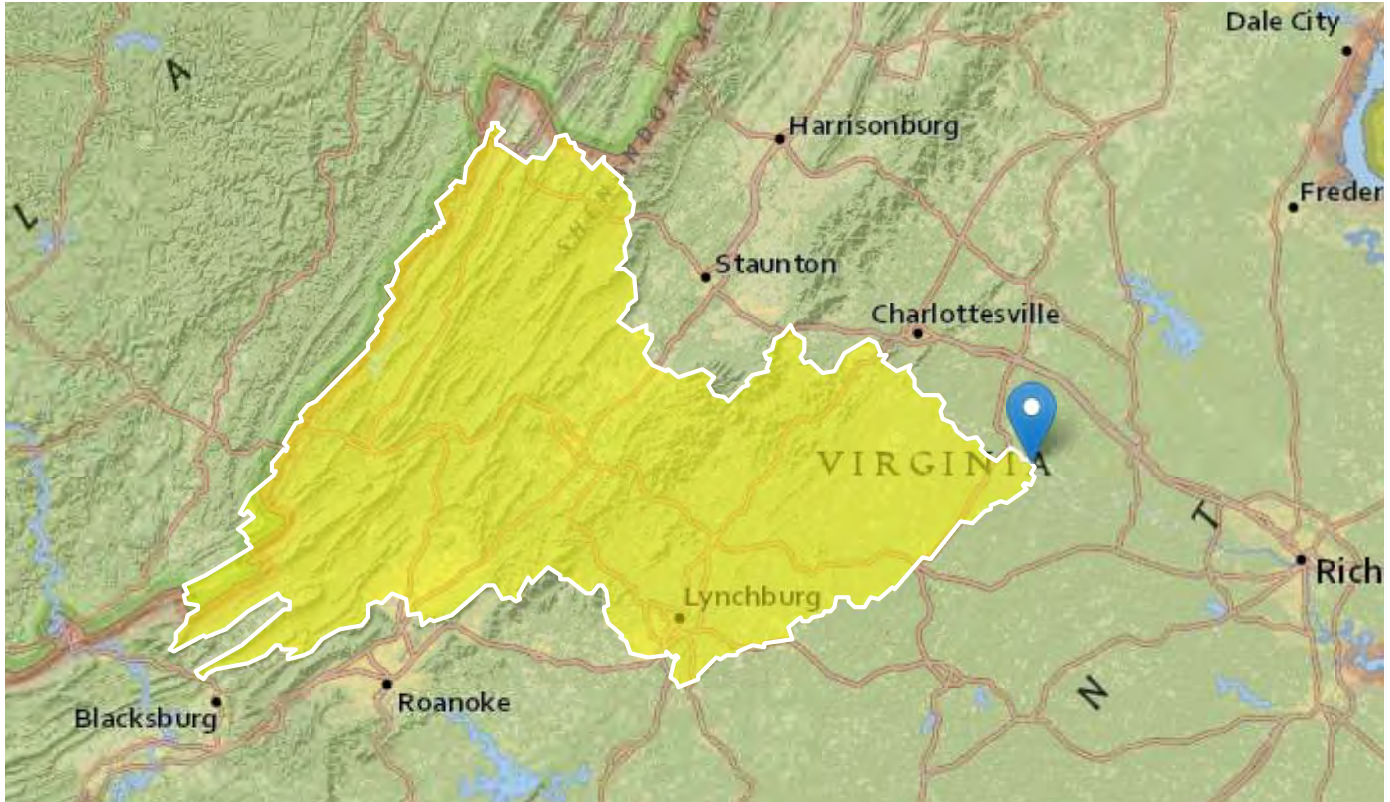 Dale City
A
Harrisonburg
Freder
L
Staunton
Charlottesville
VIRGINIA
T
Rich
Lynchburg
N
Roanoke
Blacksburg